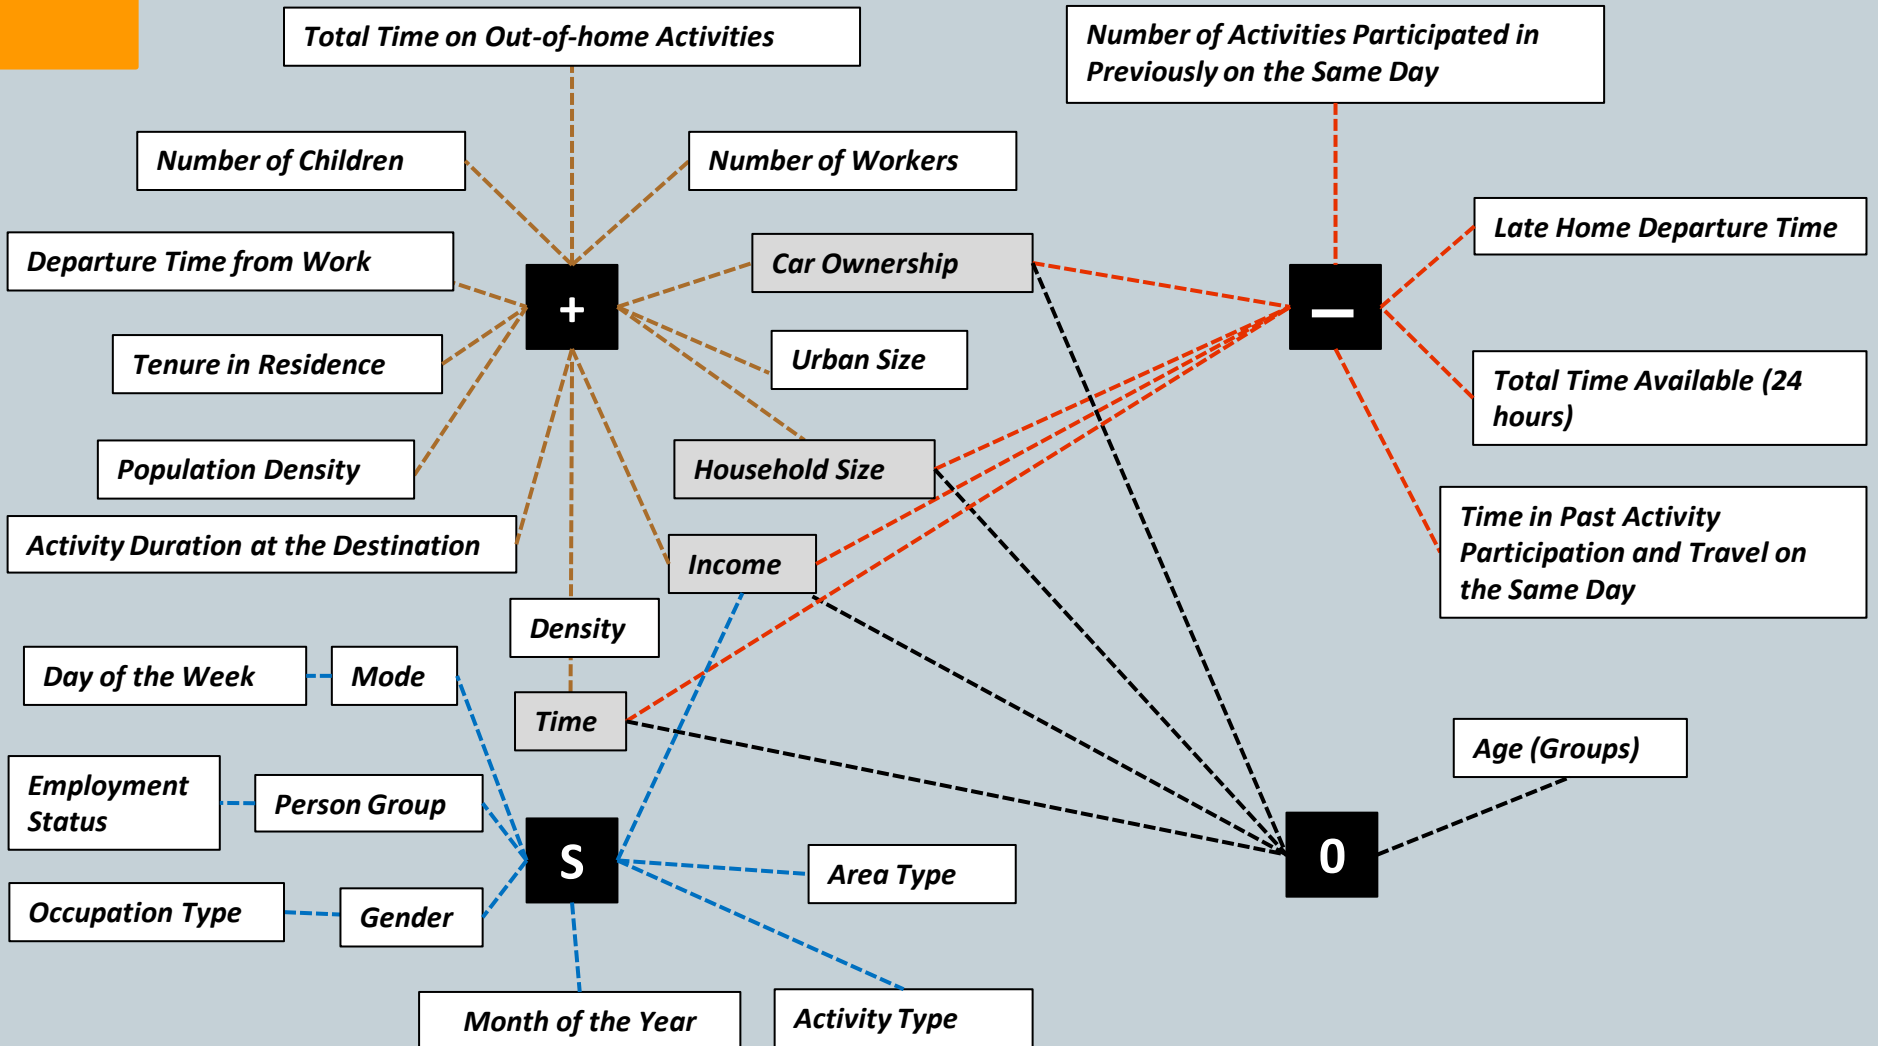 Total Time on Out-of-home Activities
Number of Activities Participated in
Previously on the Same Day
Number of Children
Number of Workers
Late Home Departure Time
Departure Time from Work
Car Ownership
+
—
Tenure in Residence
Urban Size
Total Time Available (24
hours)
Population Density
Household Size
Activity Duration at the Destination
Income
Time in Past Activity
Participation and Travel on
the Same Day
Density
Day of the Week
Mode
Time
Age (Groups)
Employment
Status
Person Group
S
0
Area Type
Occupation Type
Gender
Month of the Year
Activity Type